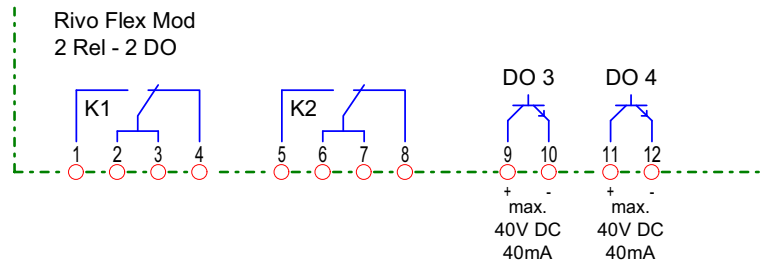 Rivo Flex Mod
2 Rel - 2 DO
DO 3 DO 4
K1 K2
1 2 3 4 5 6 7 8 9 10 11 12
+ - + -
max. max.
40V DC 40V DC
40mA 40mA